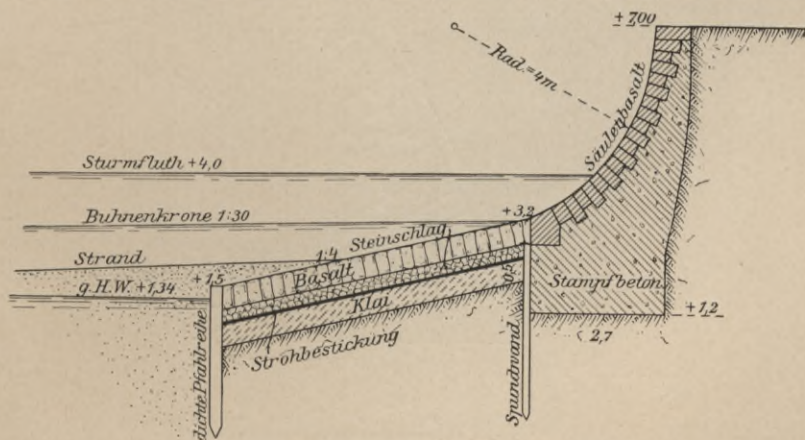 ± 7,00
Rad. = 4m
Säulenbasalt
Sturmfluth +4,0
Buhnenkrone 1:30
+3,2
Steinschlag
Strand
1:4
Basalt
+1,5
g.H.W. +1,34
Klai
Stampfbeton
Strohbestickung
+1,2
2,7
dichte Pfahlreihe
Spundwand